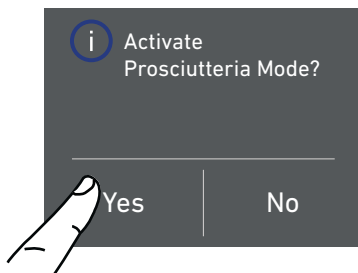 i Activate
Prosciutteria Mode?
Yes No